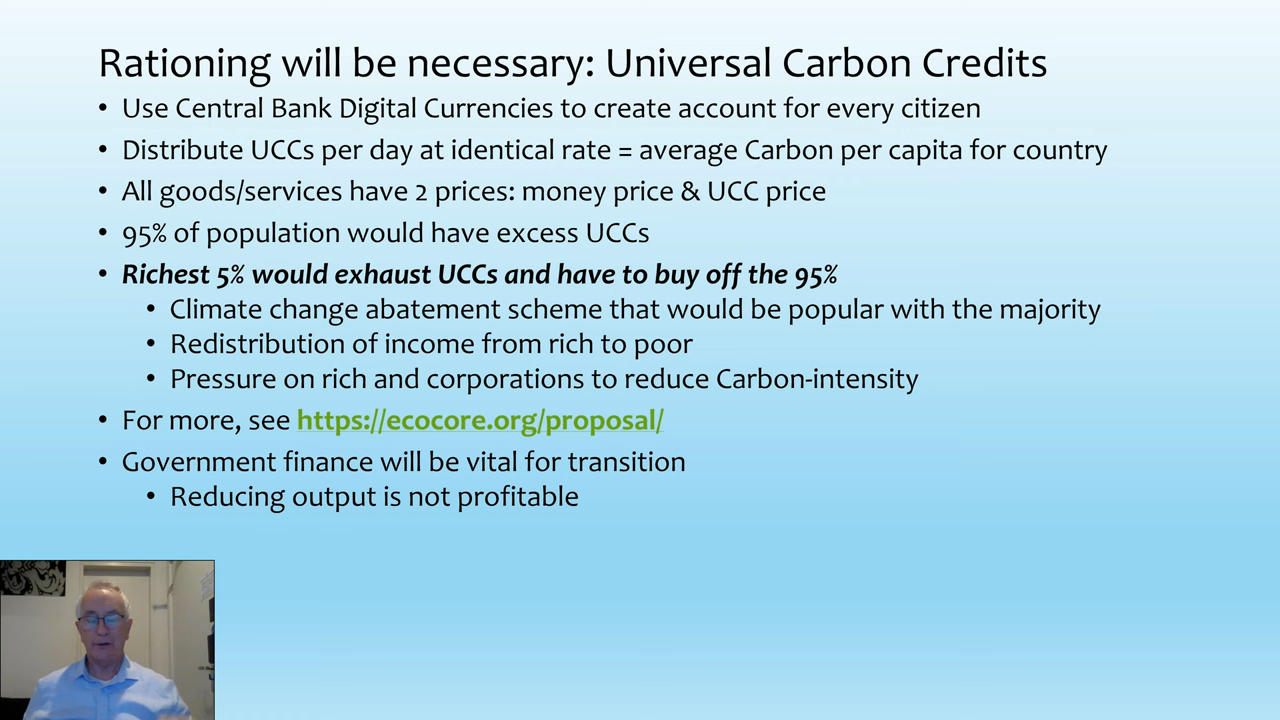 Rationing will be necessary: Universal Carbon Credits
• Use Central Bank Digital Currencies to create account for every citizen
• Distribute UCCs per day at identical rate = average Carbon per capita for country
• All goods/services have 2 prices: money price & UCC price
• 95% of population would have excess UCCs
• Richest 5% would exhaust UCCs and have to buy off the 95%
• Climate change abatement scheme that would be popular with the majority
• Redistribution of income from rich to poor
• Pressure on rich and corporations to reduce Carbon-intensity
• For more, see https://ecocore.org/proposal/
• Government finance will be vital for transition
• Reducing output is not profitable